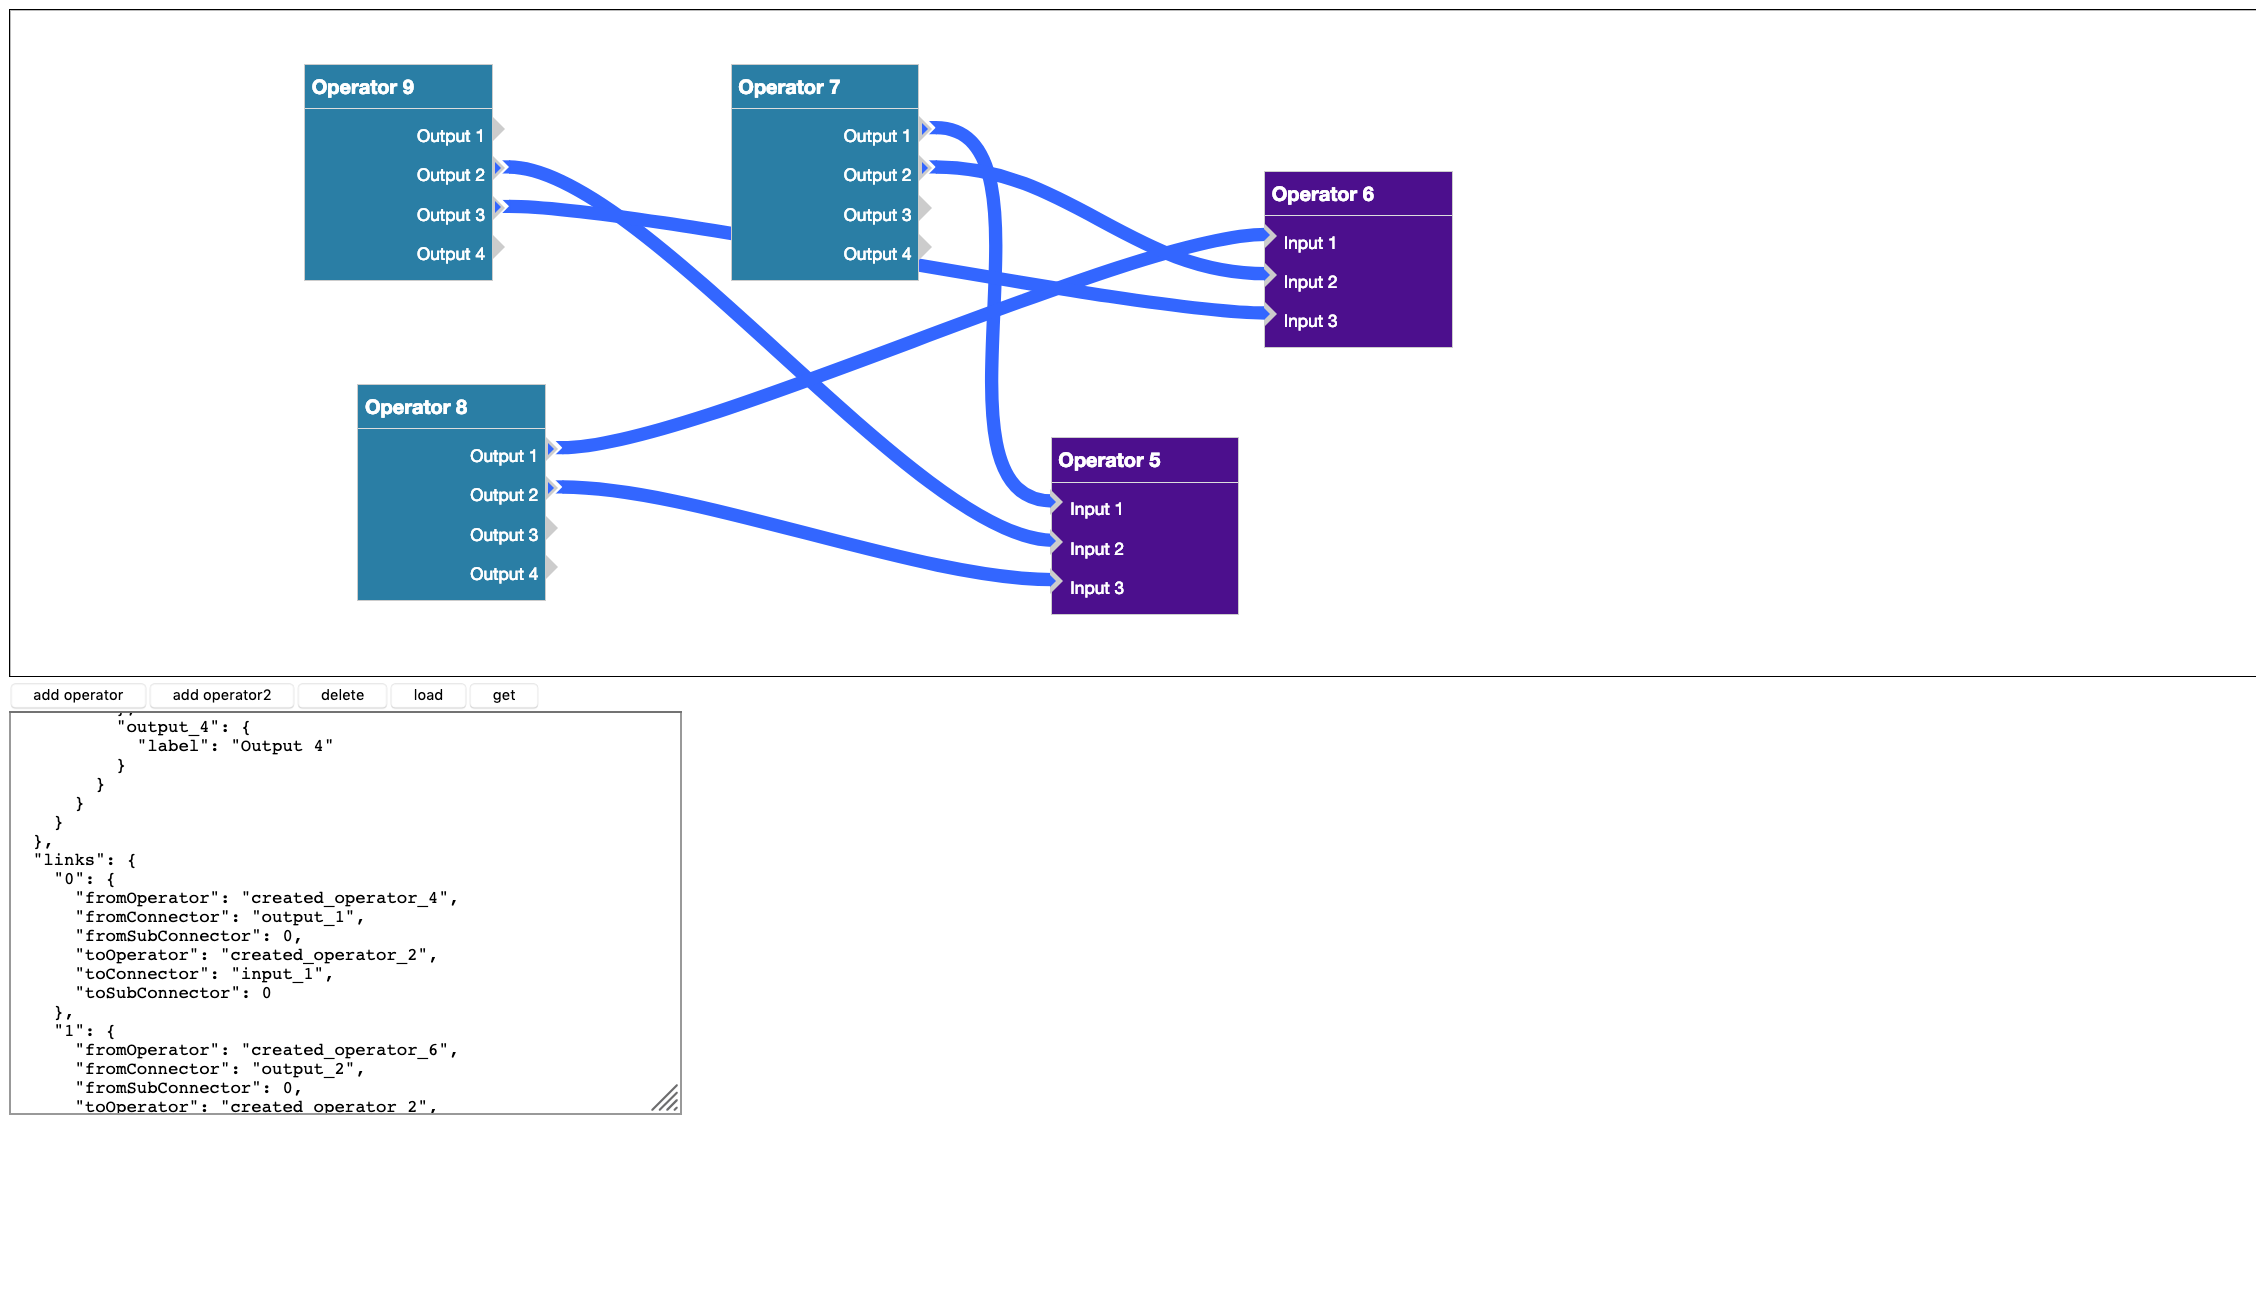 Operator 9
Output 1
Output 2
Output 3
Output 4
Operator 7
Output 1
Output 2
Output 3
Output 4
Operator 6
Input 1
Input 2
Input 3
Operator 8
Output 1
Output 2
Output 3
Output 4
Operator 5
Input 1
Input 2
Input 3
add operator add operator2 delete load get
},
"output_4": {
"label": "Output 4"
}
}
}
}
},
"links": {
"0": {
"fromOperator": "created_operator_4",
"fromConnector": "output_1",
"fromSubConnector": 0,
"toOperator": "created_operator_2",
"toConnector": "input_1",
"toSubConnector": 0
},
"1": {
"fromOperator": "created_operator_6",
"fromConnector": "output_2",
"fromSubConnector": 0,
"toOperator": "created_operator_2",